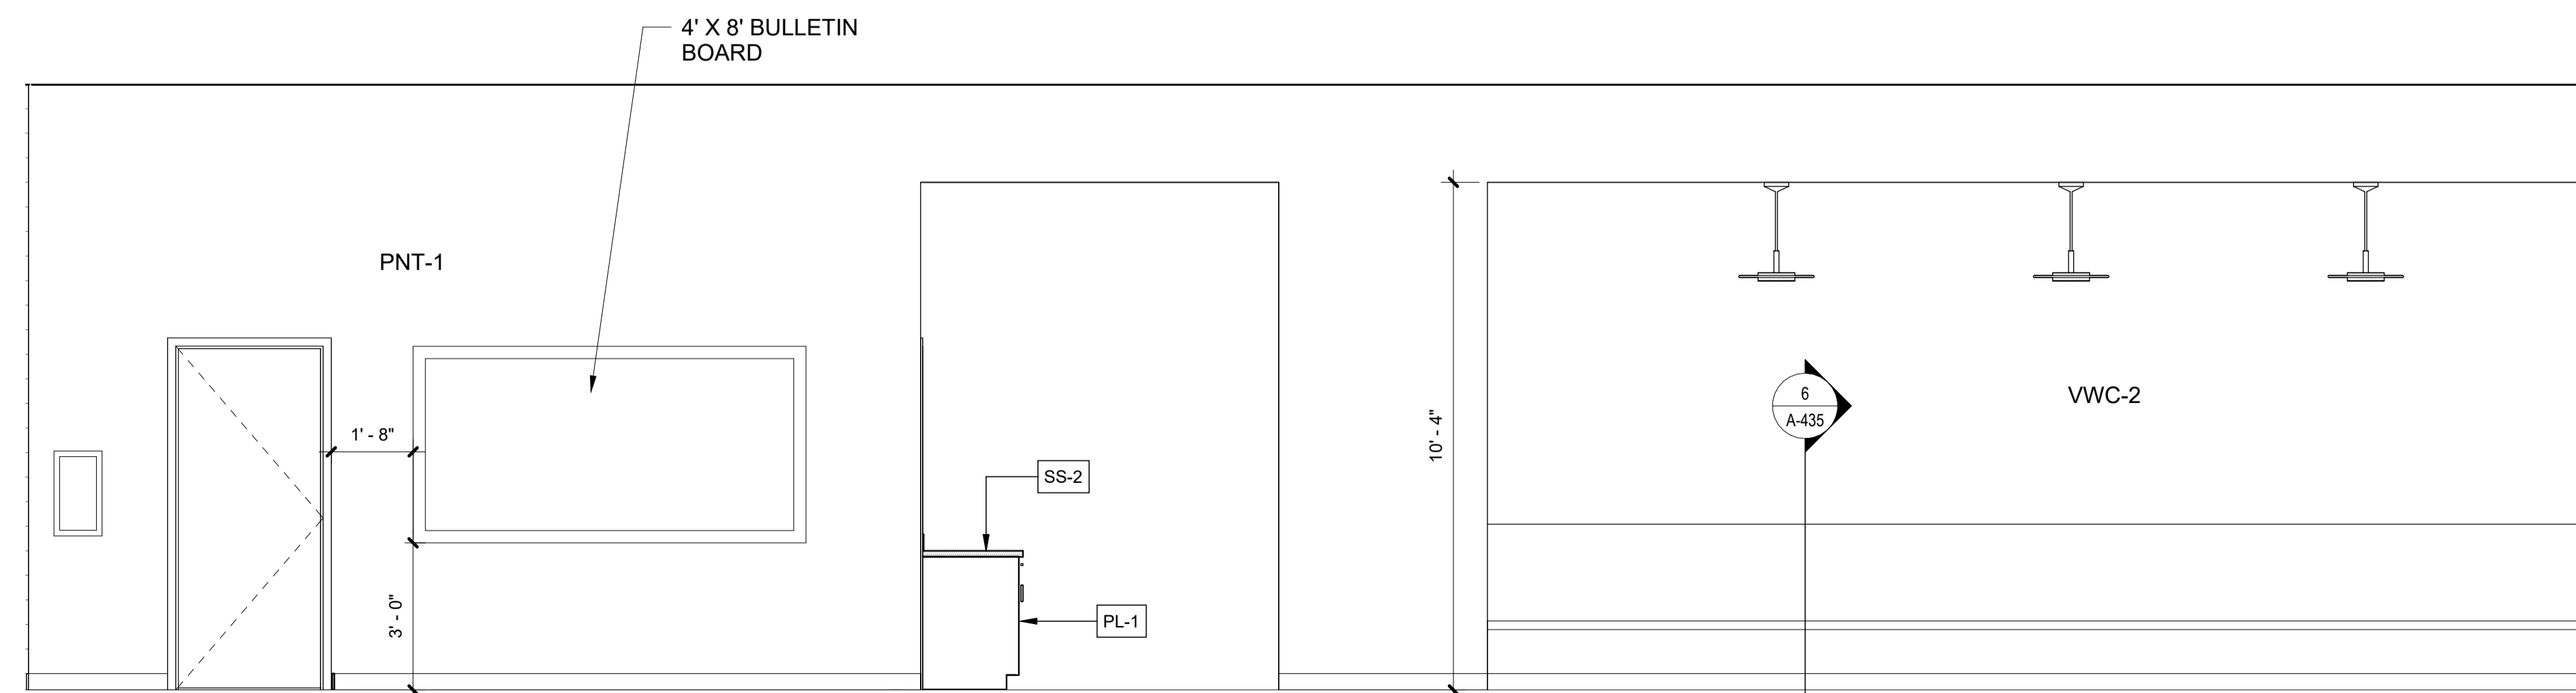 4' X 8' BULLETIN
BOARD
PNT-1
1' - 8"
3' - 0"
SS-2
PL-1
10' - 4"
6
A-435
VWC-2